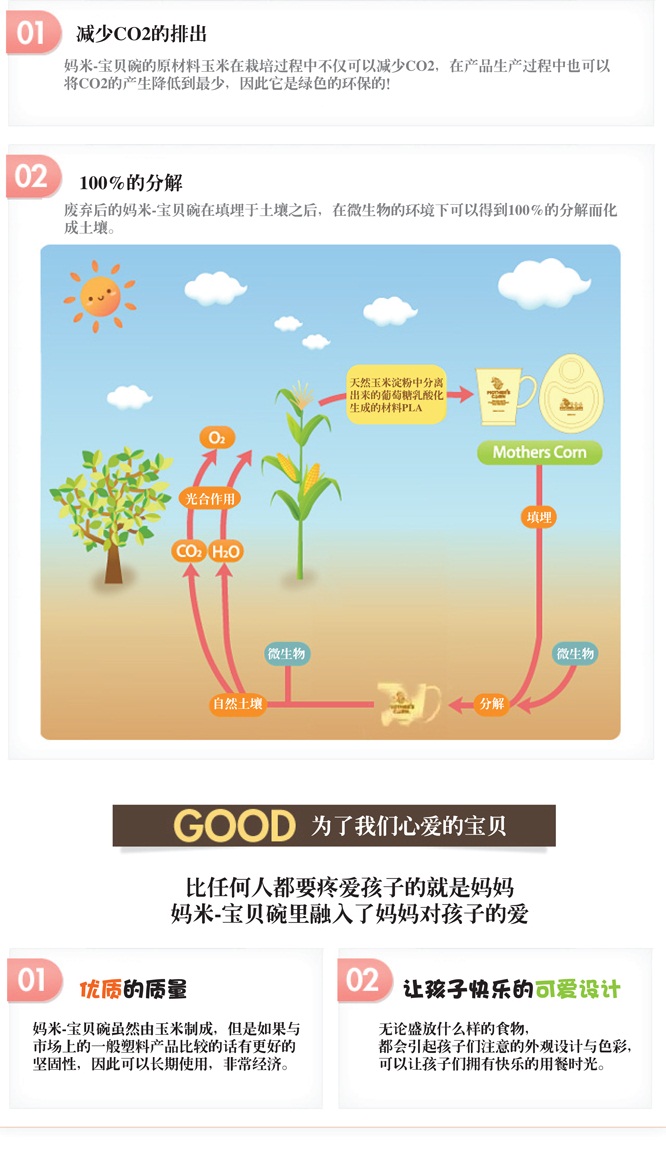 01 减少CO2的排出
妈米-宝贝碗的原材料玉米在栽培过程中不仅可以减少CO2，在产品生产过程中也可以
将CO2的产生降低到最少，因此它是绿色的环保的!
02 100%的分解
废弃后的妈米-宝贝碗在填埋于土壤之后，在微生物的环境下可以得到100%的分解而化
成土壤。
天然玉米淀粉中分离
出来的葡萄糖乳酸化
生成的材料PLA
MOTHER'S
Mothers Corn
O2
光合作用
CO2
H2O
填埋
微生物
微生物
自然土壤
分解
GOOD 为了我们心爱的宝贝
比任何人都要疼爱孩子的就是妈妈
妈米-宝贝碗里融入了妈妈对孩子的爱
01 优质的质量
妈米-宝贝碗虽然由玉米制成，但是如果与
市场上的一般塑料产品比较的话有更好的
坚固性，因此可以长期使用，非常经济。
02 让孩子快乐的可爱设计
无论盛放什么样的食物，
都会引起孩子们注意的外观设计与色彩，
可以让孩子们拥有快乐的用餐时光。